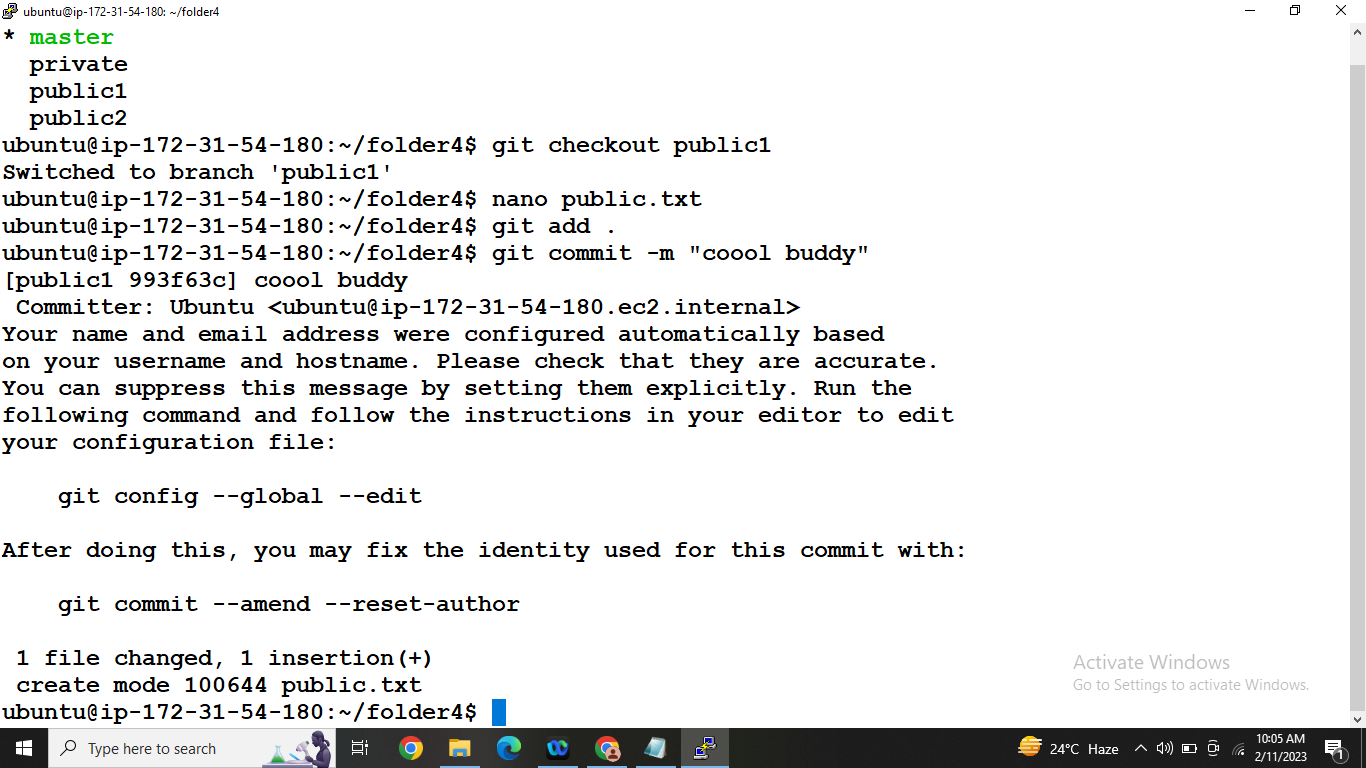 ubuntu@ip-172-31-54-180: ~/folder4
* master
  private
  public1
  public2
ubuntu@ip-172-31-54-180:~/folder4$ git checkout public1
Switched to branch 'public1'
ubuntu@ip-172-31-54-180:~/folder4$ nano public.txt
ubuntu@ip-172-31-54-180:~/folder4$ git add .
ubuntu@ip-172-31-54-180:~/folder4$ git commit -m "coool buddy"
[public1 993f63c] coool buddy
 Committer: Ubuntu <ubuntu@ip-172-31-54-180.ec2.internal>
Your name and email address were configured automatically based
on your username and hostname. Please check that they are accurate.
You can suppress this message by setting them explicitly. Run the
following command and follow the instructions in your editor to edit
your configuration file:

    git config --global --edit

After doing this, you may fix the identity used for this commit with:

    git commit --amend --reset-author

 1 file changed, 1 insertion(+)
 create mode 100644 public.txt
ubuntu@ip-172-31-54-180:~/folder4$
Activate Windows
Go to Settings to activate Windows.
Type here to search
24°C Haze
10:05 AM
2/11/2023
1